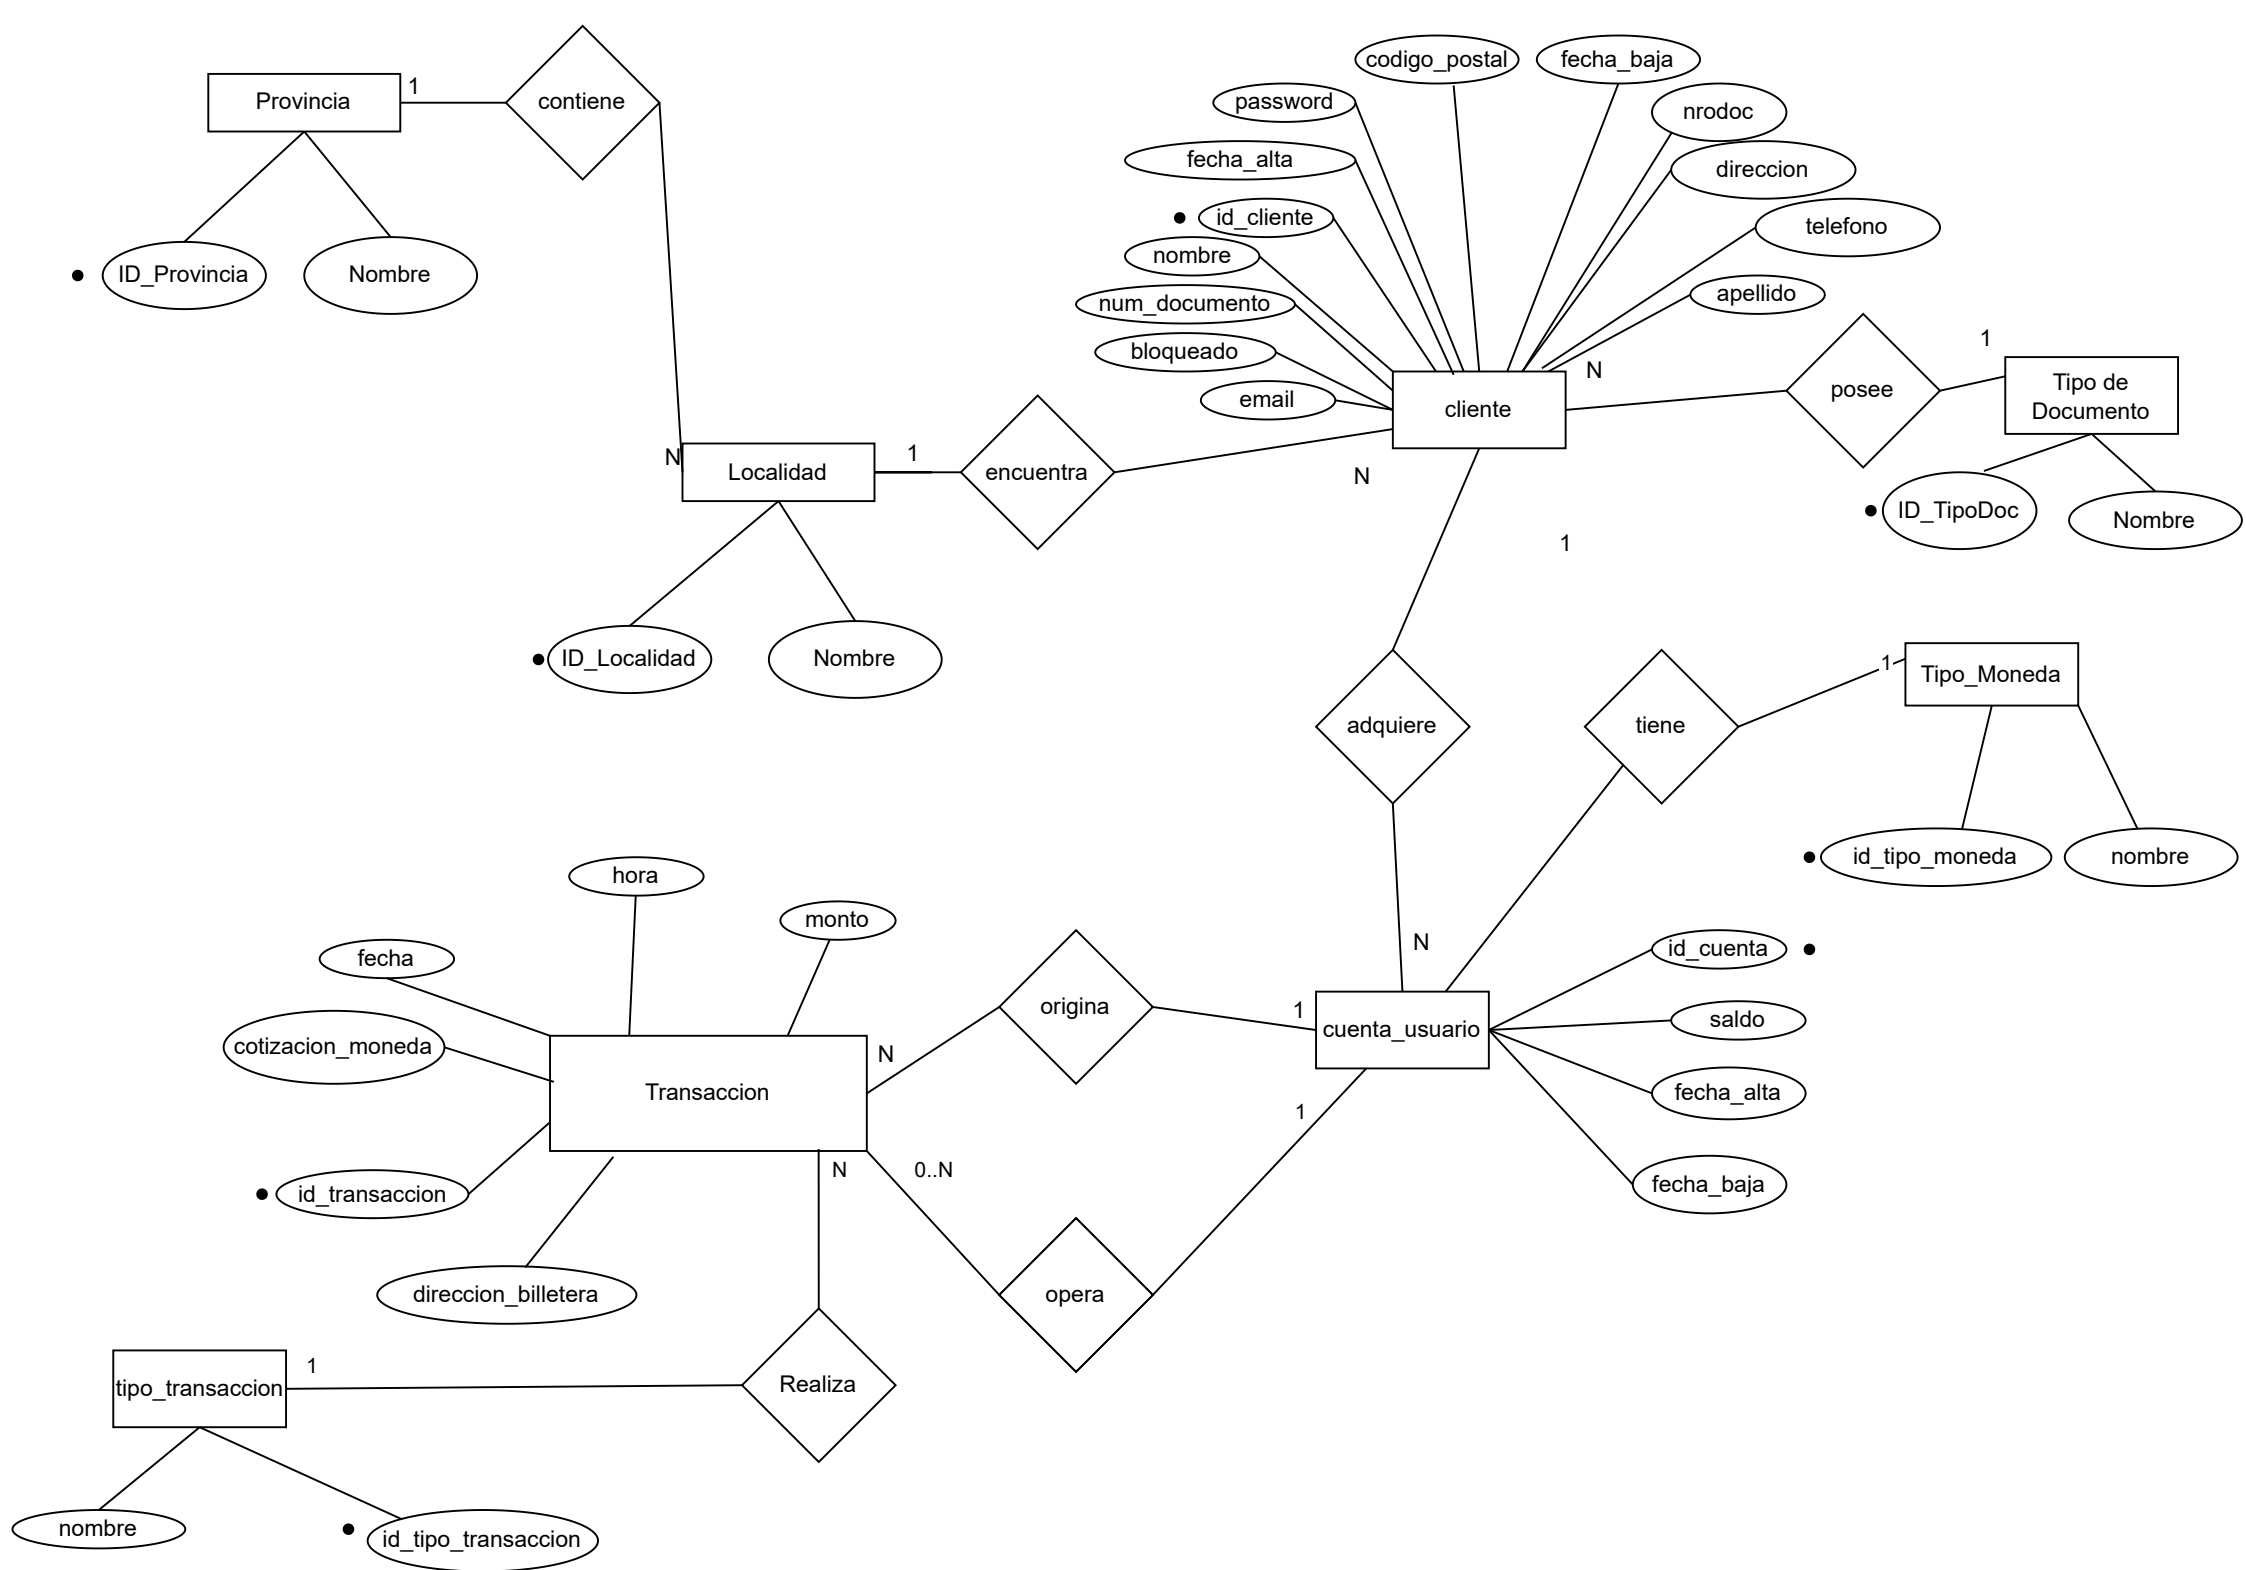 codigo_postal
fecha_baja
Provincia
1
contiene
password
nrodoc
fecha_alta
direccion
id_cliente
telefono
nombre
ID_Provincia
Nombre
num_documento
apellido
bloqueado
1
N
posee
Tipo de
Documento
email
cliente
N
Localidad
1
encuentra
N
ID_TipoDoc
Nombre
1
ID_Localidad
Nombre
1
Tipo_Moneda
adquiere
tiene
id_tipo_moneda
nombre
hora
monto
fecha
N
id_cuenta
cotizacion_moneda
N
origina
1
cuenta_usuario
saldo
Transaccion
1
fecha_alta
N
0..N
id_transaccion
fecha_baja
direccion_billetera
opera
1
tipo_transaccion
Realiza
nombre
id_tipo_transaccion